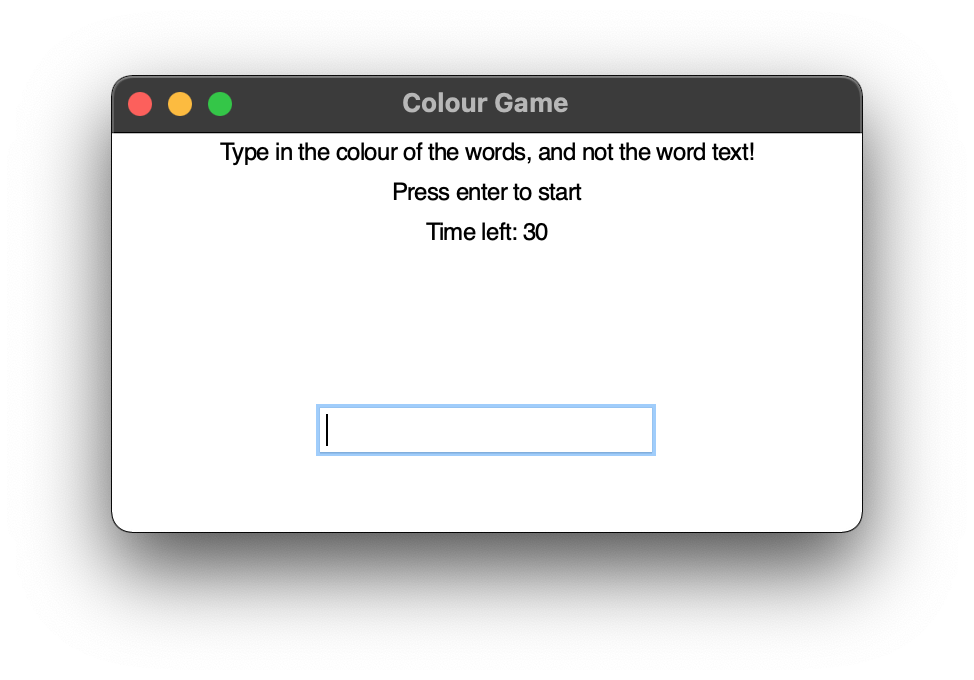 Colour Game
Type in the colour of the words, and not the word text!
Press enter to start
Time left: 30